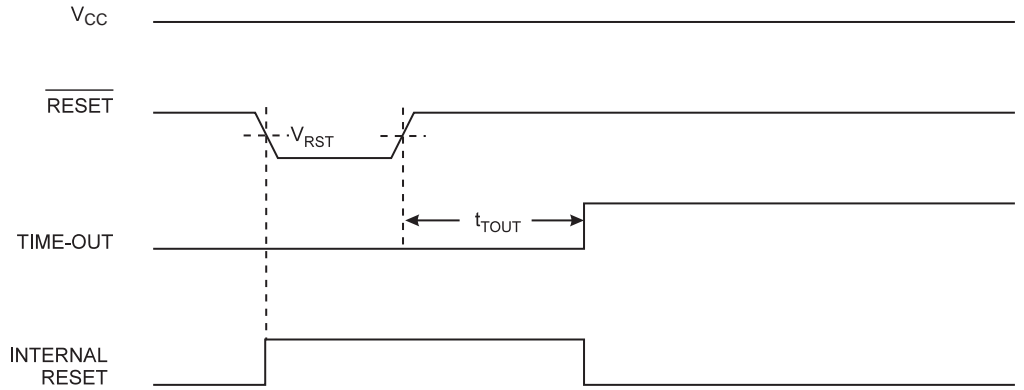 VCC
RESET
VRST
tTOUT
TIME-OUT
INTERNAL
RESET